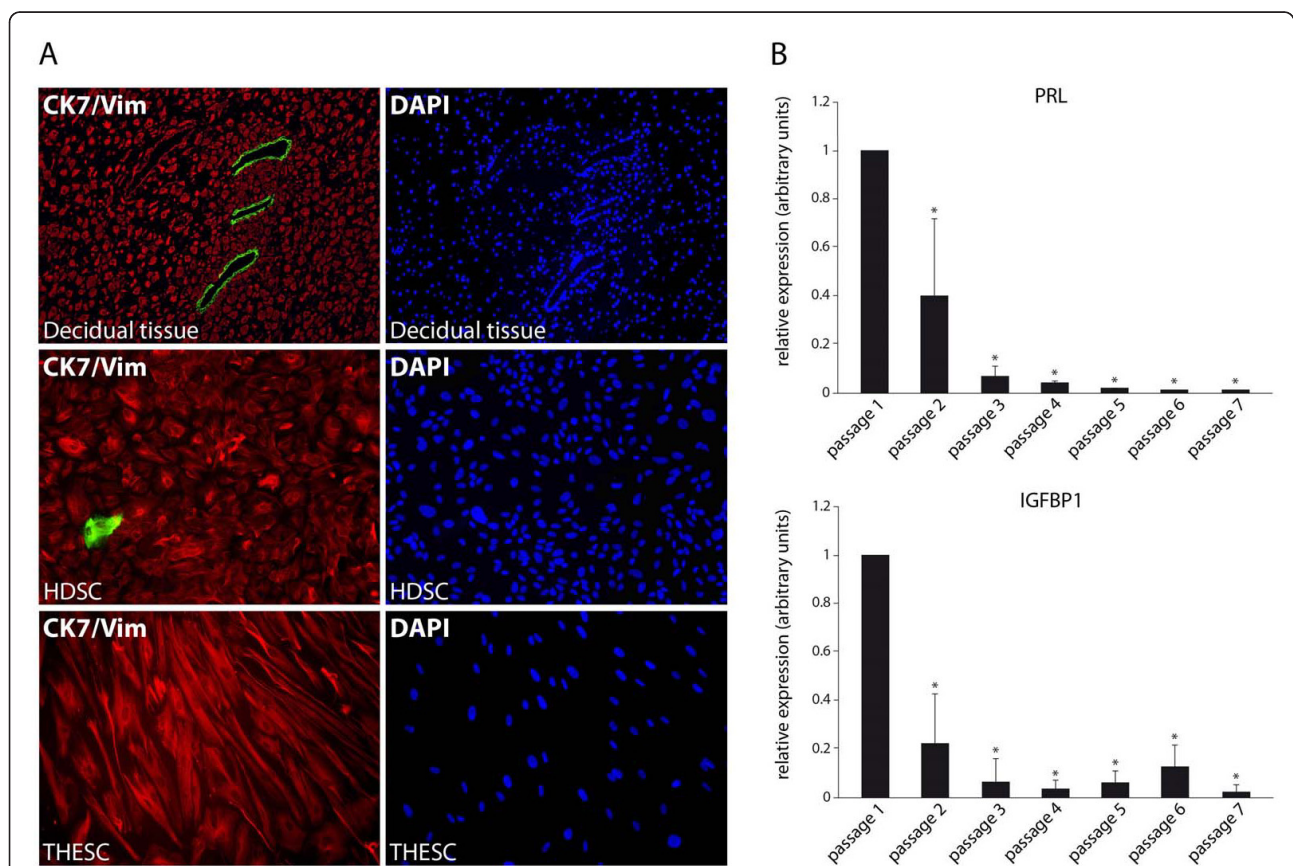 A
CK7/Vim
DAPI
Decidual tissue
Decidual tissue
CK7/Vim
DAPI
HDSC
HDSC
CK7/Vim
DAPI
THESC
THESC
B
PRL
relative expression (arbitrary units)
1.2
1
0.8
0.6
0.4
0.2
0
*
*
*
*
*
*
passage 1
passage 2
passage 3
passage 4
passage 5
passage 6
passage 7
IGFBP1
relative expression (arbitrary units)
1.2
1
0.8
0.6
0.4
0.2
0
*
*
*
*
*
*
passage 1
passage 2
passage 3
passage 4
passage 5
passage 6
passage 7